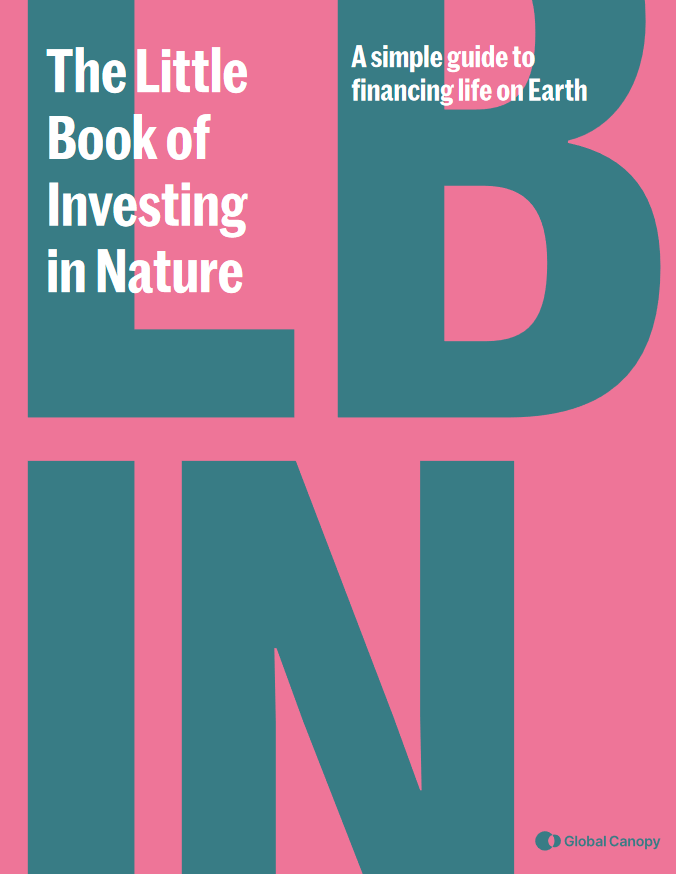 The Little
Book of
Investing
in Nature
A simple guide to
financing life on Earth
LB
IN
Global Canopy